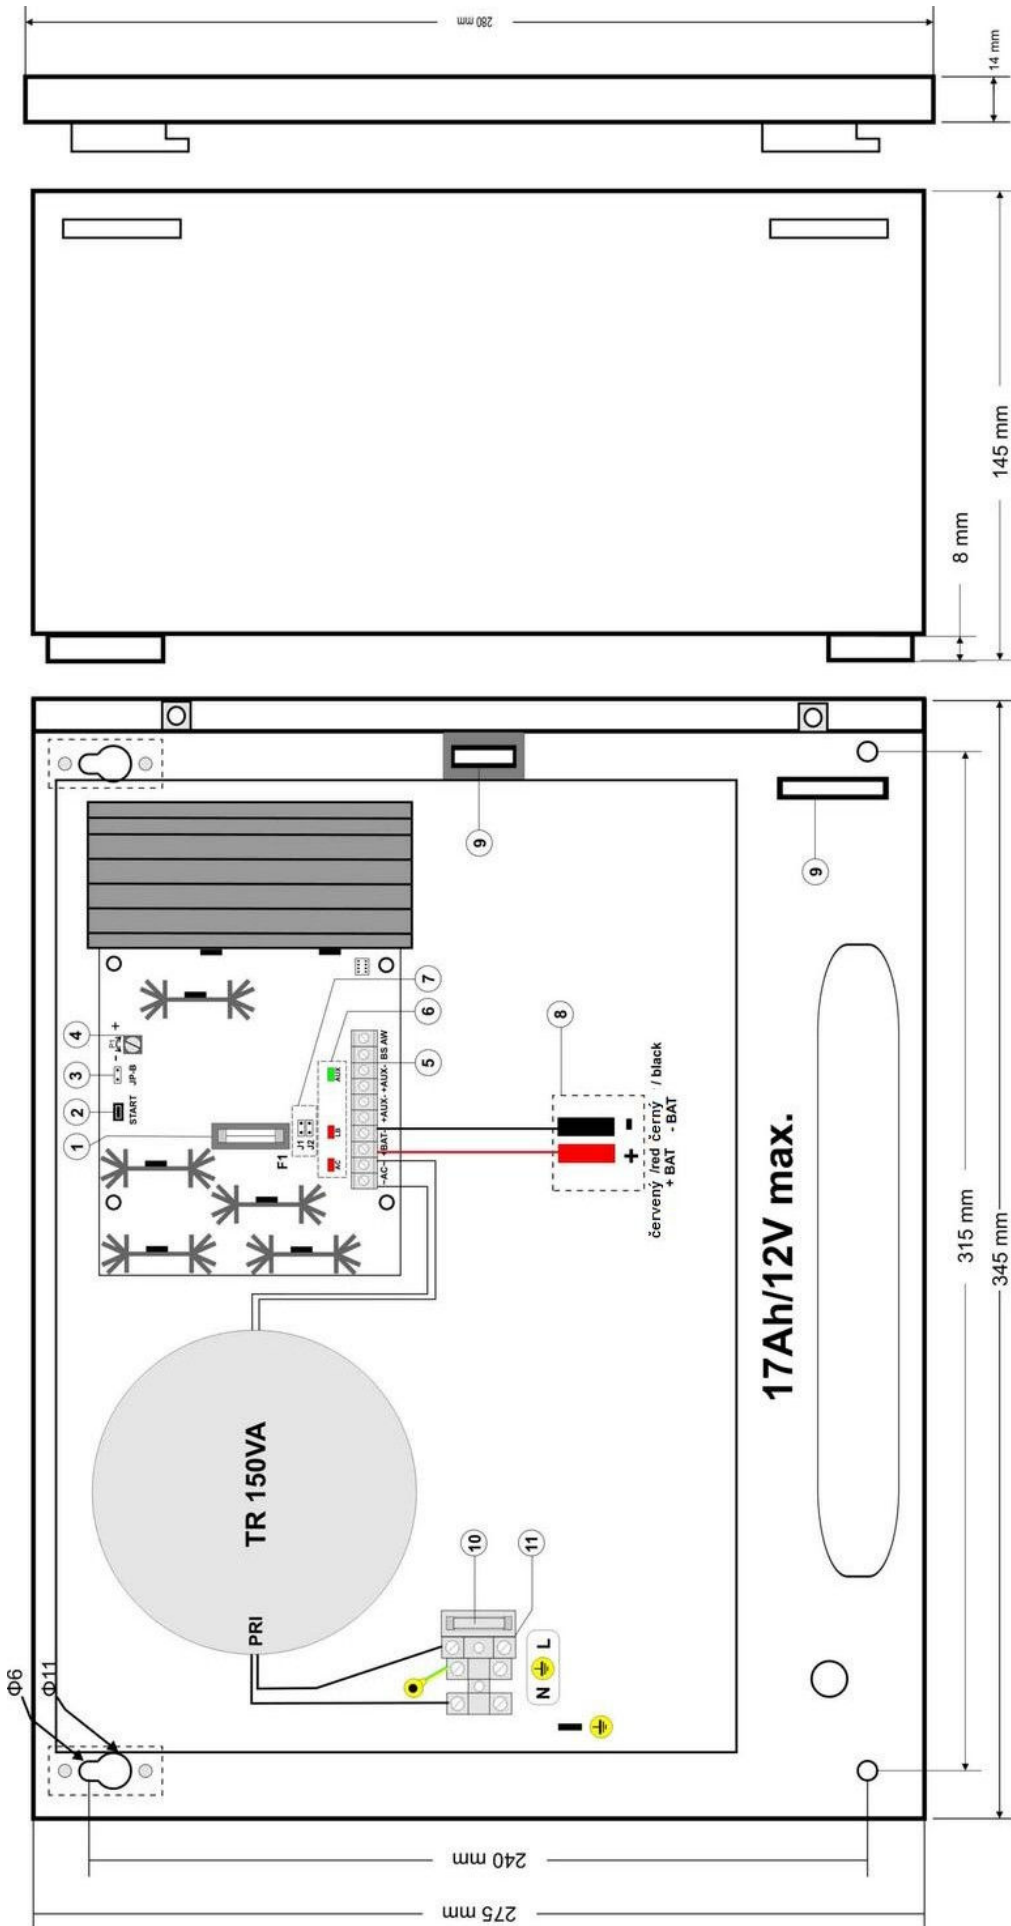 280 mm
14 mm
145 mm
8 mm
9
9
4
3
2
1
P1
- +
JP-B
START
F1
J1
J2
7
6
5
AC
LB
AUX
~AC~ +BAT- +AUX- +AUX- BS AW
8
+ -
červený /red černý / black
+ BAT - BAT
17Ah/12V max.
TR 150VA
PRI
10
11
N L
Φ6
Φ11
315 mm
345 mm
240 mm
275 mm